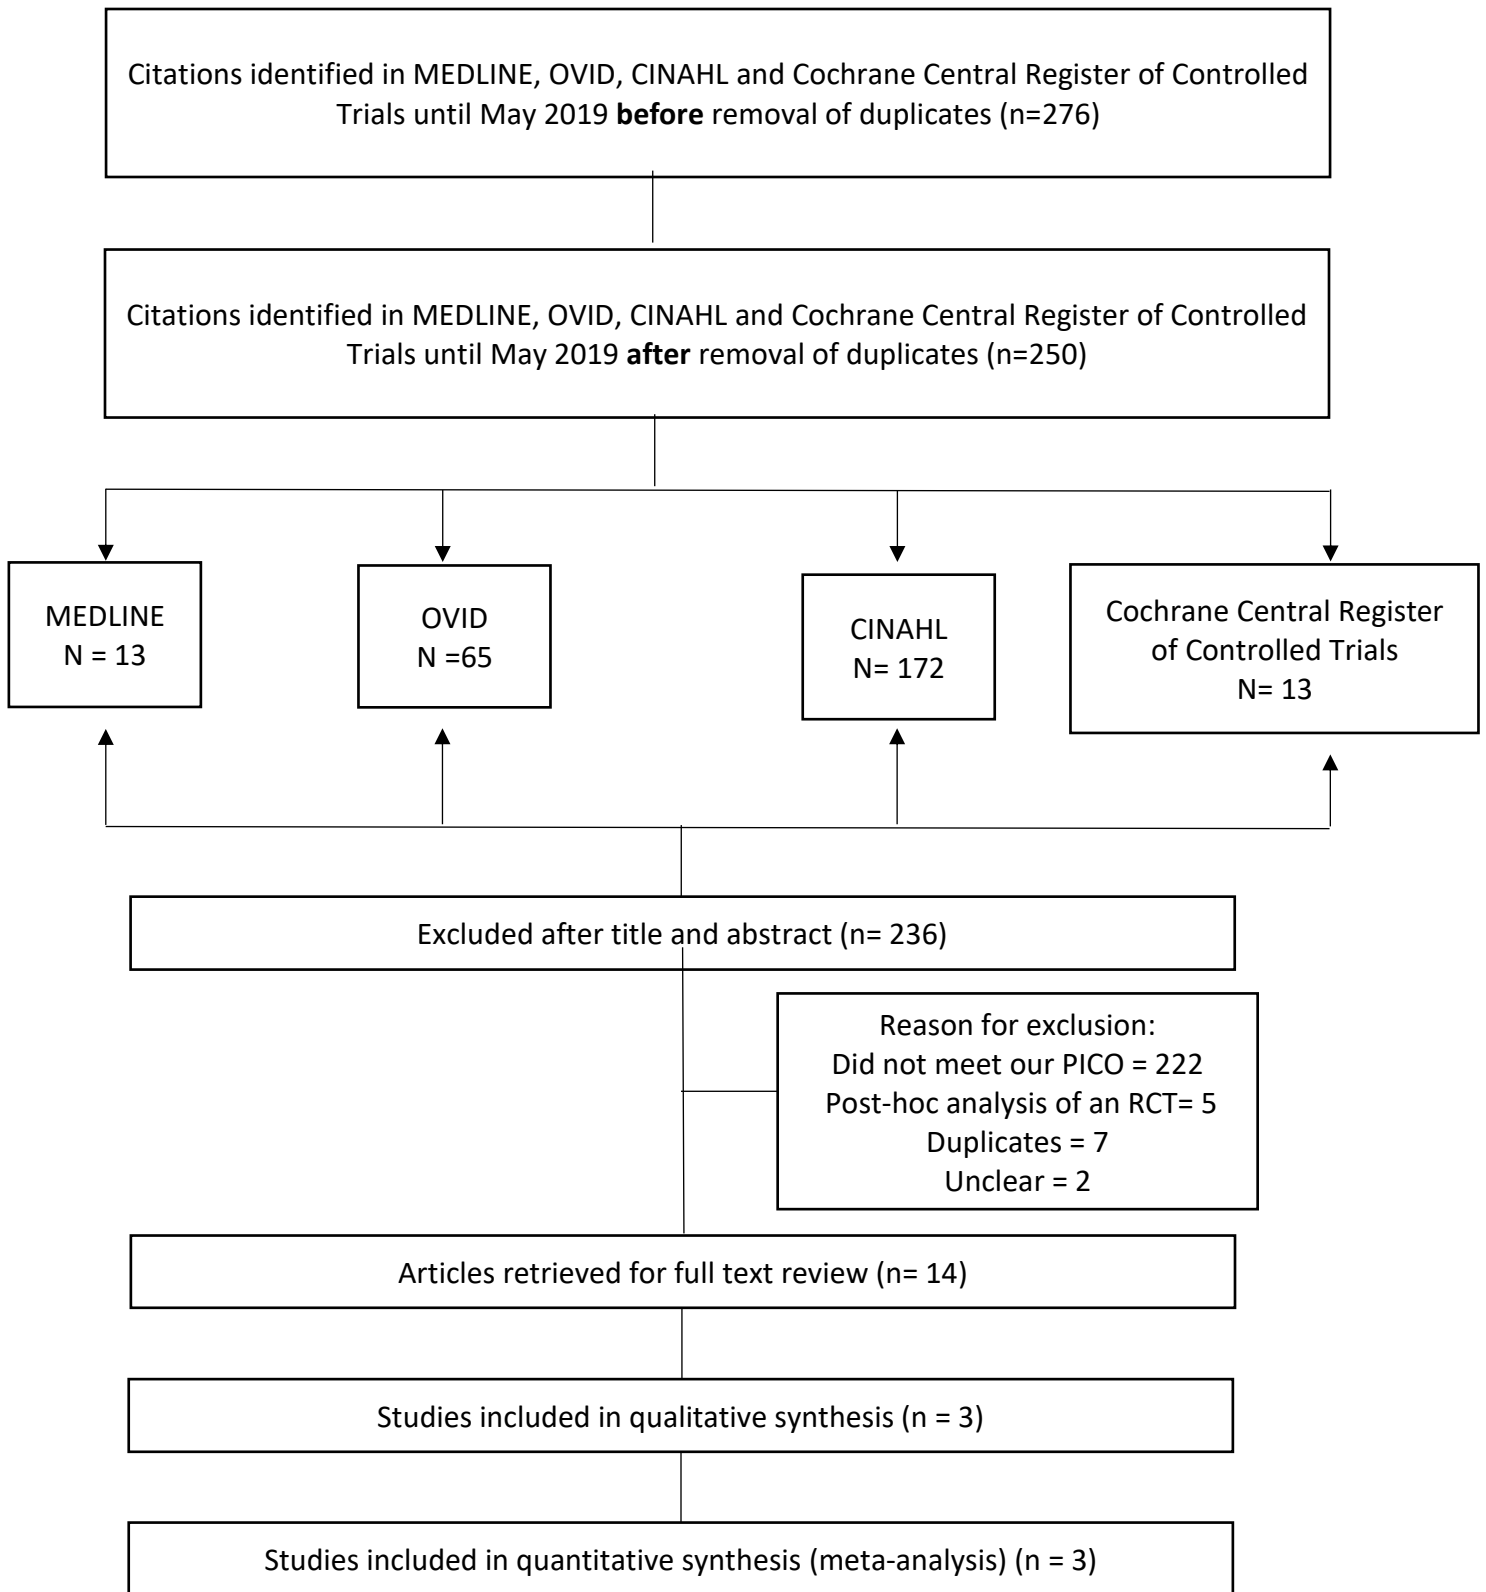 Citations identified in MEDLINE, OVID, CINAHL and Cochrane Central Register of Controlled
Trials until May 2019 before removal of duplicates (n=276)
Citations identified in MEDLINE, OVID, CINAHL and Cochrane Central Register of Controlled
Trials until May 2019 after removal of duplicates (n=250)
MEDLINE
N = 13
OVID
N =65
CINAHL
N= 172
Cochrane Central Register
of Controlled Trials
N= 13
Excluded after title and abstract (n= 236)
Reason for exclusion:
Did not meet our PICO = 222
Post-hoc analysis of an RCT= 5
Duplicates = 7
Unclear = 2
Articles retrieved for full text review (n= 14)
Studies included in qualitative synthesis (n = 3)
Studies included in quantitative synthesis (meta-analysis) (n = 3)